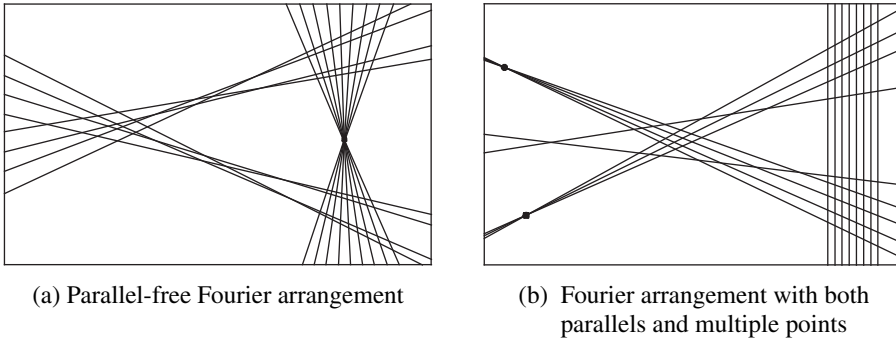 (a) Parallel-free Fourier arrangement
(b) Fourier arrangement with both
parallels and multiple points